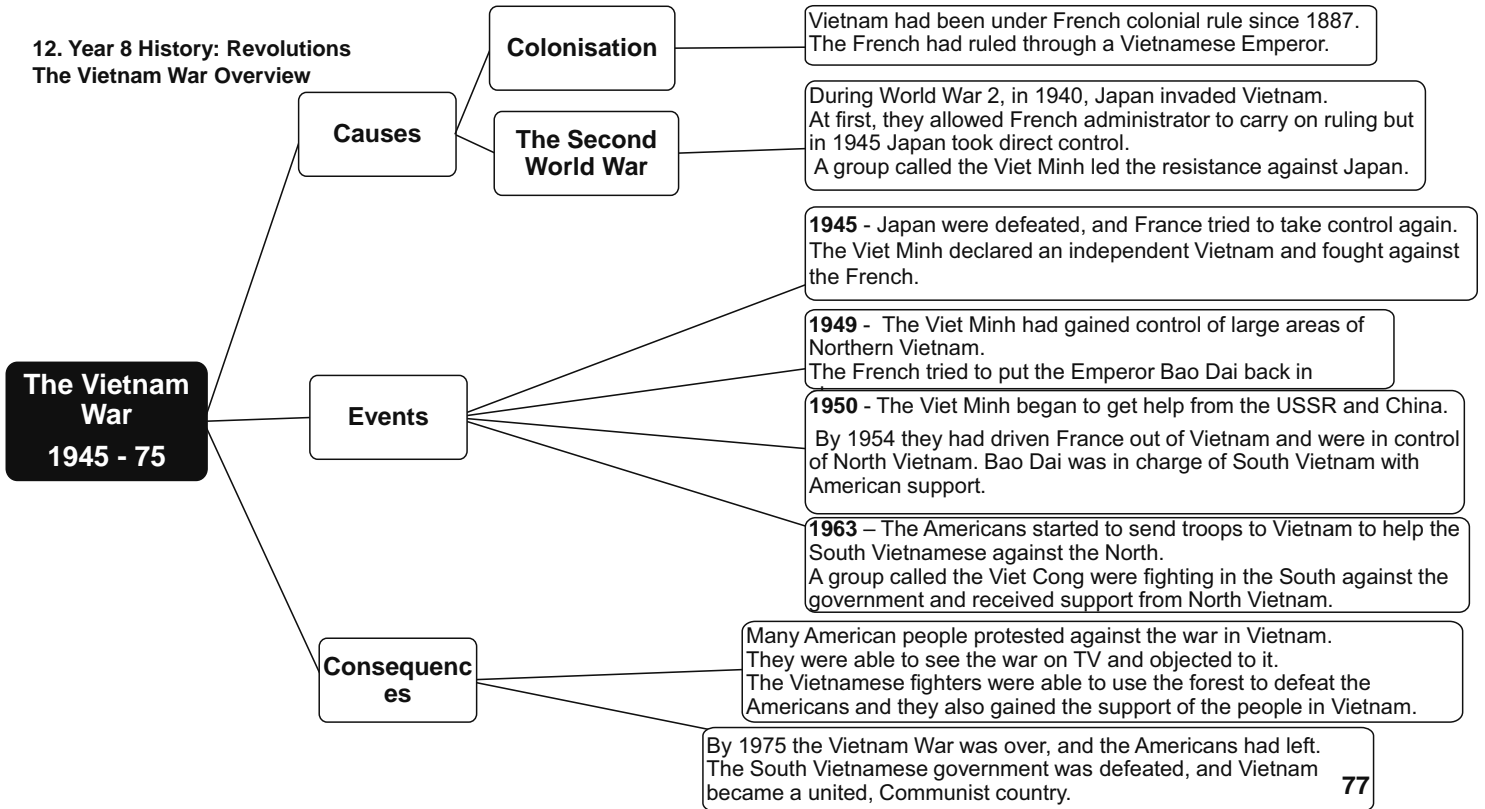 12. Year 8 History: Revolutions
The Vietnam War Overview
The Vietnam
War
1945 - 75
Causes
Colonisation
Vietnam had been under French colonial rule since 1887.
The French had ruled through a Vietnamese Emperor.
The Second
World War
During World War 2, in 1940, Japan invaded Vietnam.
At first, they allowed French administrator to carry on ruling but
in 1945 Japan took direct control.
A group called the Viet Minh led the resistance against Japan.
Events
1945 - Japan were defeated, and France tried to take control again.
The Viet Minh declared an independent Vietnam and fought against
the French.
1949 - The Viet Minh had gained control of large areas of
Northern Vietnam.
The French tried to put the Emperor Bao Dai back in
1950 - The Viet Minh began to get help from the USSR and China.
By 1954 they had driven France out of Vietnam and were in control
of North Vietnam. Bao Dai was in charge of South Vietnam with
American support.
1963 – The Americans started to send troops to Vietnam to help the
South Vietnamese against the North.
A group called the Viet Cong were fighting in the South against the
government and received support from North Vietnam.
Consequenc
es
Many American people protested against the war in Vietnam.
They were able to see the war on TV and objected to it.
The Vietnamese fighters were able to use the forest to defeat the
Americans and they also gained the support of the people in Vietnam.
By 1975 the Vietnam War was over, and the Americans had left.
The South Vietnamese government was defeated, and Vietnam
became a united, Communist country.
77